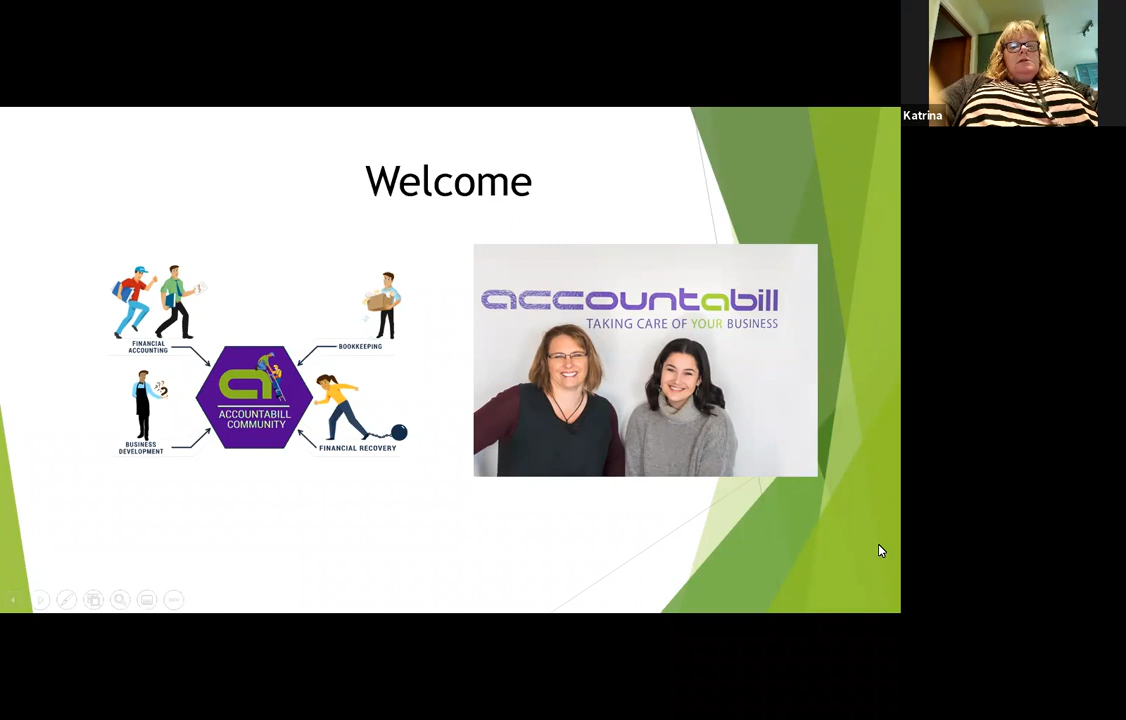 Katrina
Welcome
accountabill
TAKING CARE OF YOUR BUSINESS
FINANCIAL
ACCOUNTING
BOOKKEEPING
ACCOUNTABILL
COMMUNITY
BUSINESS
DEVELOPMENT
FINANCIAL RECOVERY